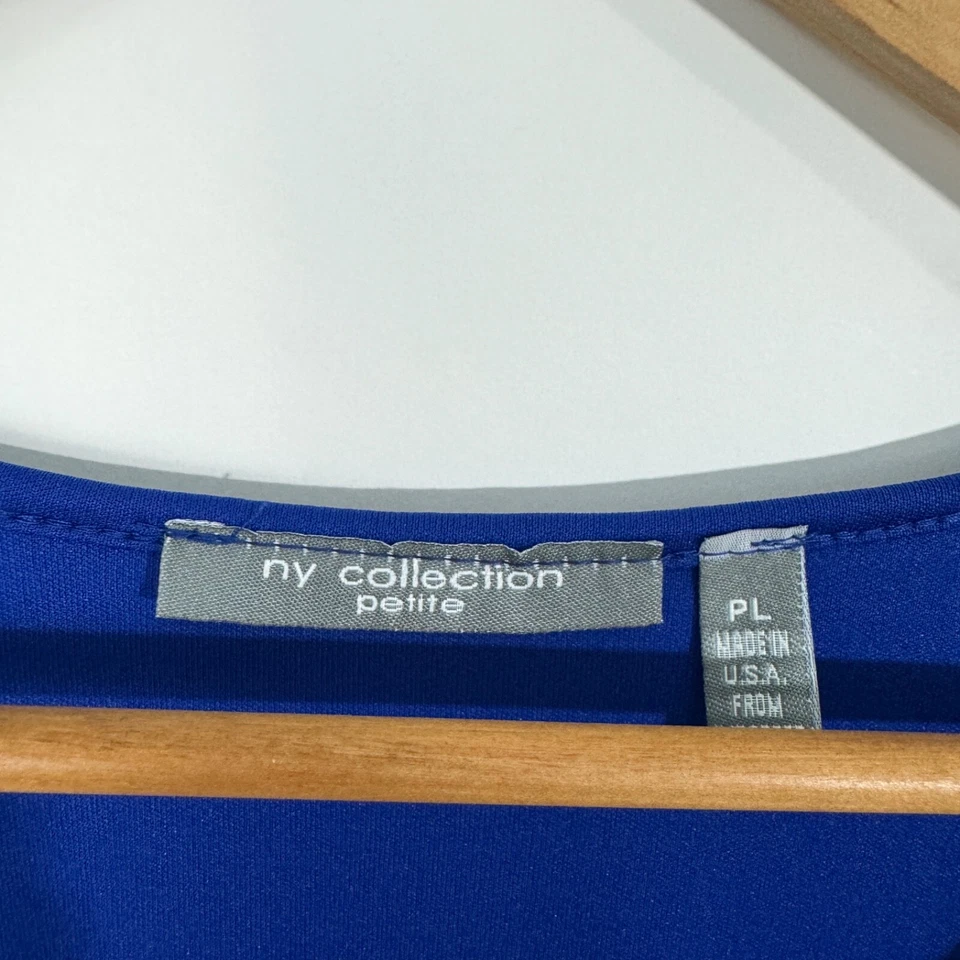 ny collection
petite
PL
MADE IN
U.S.A.
FROM